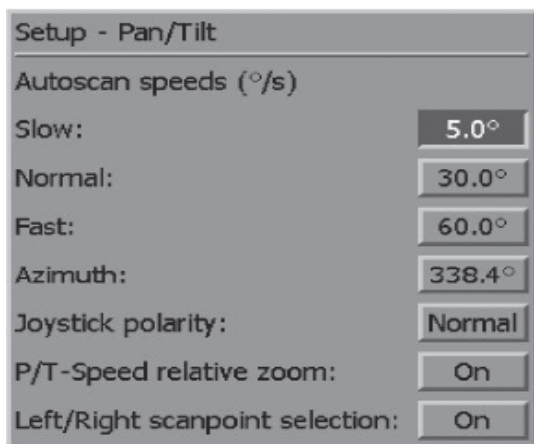 Setup - Pan/Tilt
Autoscan speeds (°/s)
Slow: 5.0°
Normal: 30.0°
Fast: 60.0°
Azimuth: 338.4°
Joystick polarity: Normal
P/T-Speed relative zoom: On
Left/Right scanpoint selection: On